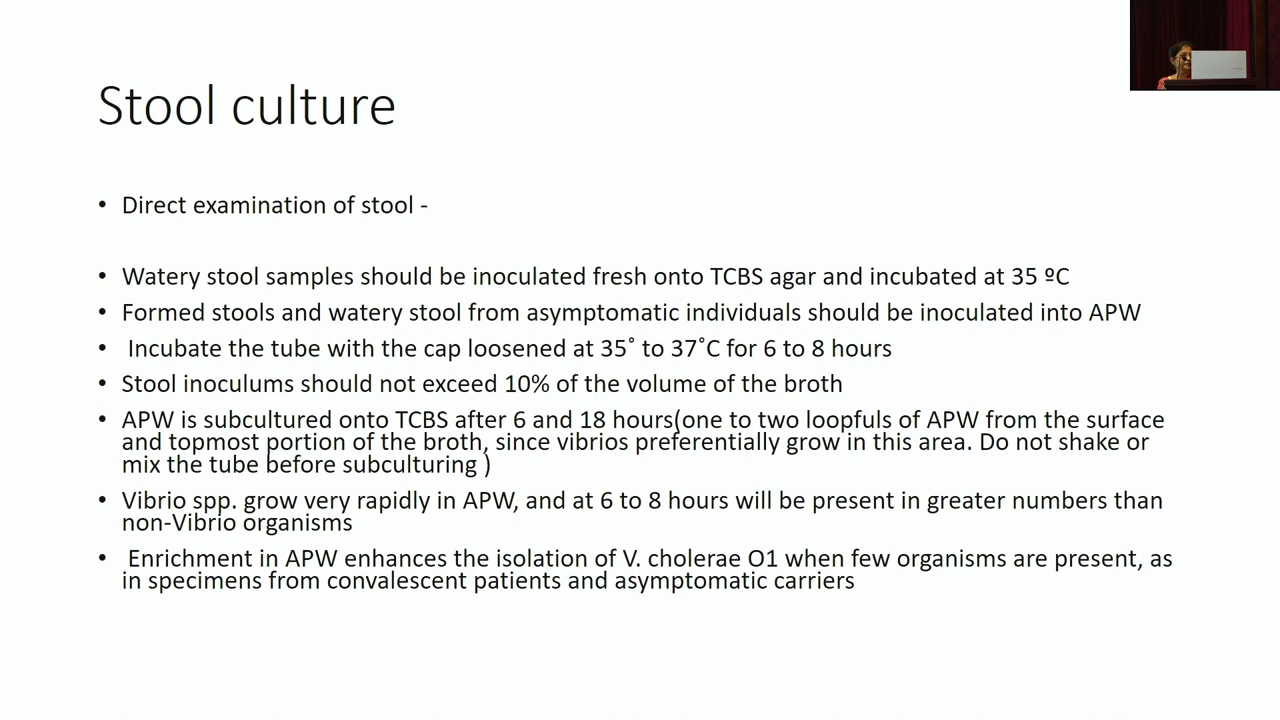 Stool culture
• Direct examination of stool -
• Watery stool samples should be inoculated fresh onto TCBS agar and incubated at 35 ºC
• Formed stools and watery stool from asymptomatic individuals should be inoculated into APW
• Incubate the tube with the cap loosened at 35˚ to 37˚C for 6 to 8 hours
• Stool inoculums should not exceed 10% of the volume of the broth
• APW is subcultured onto TCBS after 6 and 18 hours(one to two loopfuls of APW from the surface
and topmost portion of the broth, since vibrios preferentially grow in this area. Do not shake or
mix the tube before subculturing )
• Vibrio spp. grow very rapidly in APW, and at 6 to 8 hours will be present in greater numbers than
non-Vibrio organisms
• Enrichment in APW enhances the isolation of V. cholerae O1 when few organisms are present, as
in specimens from convalescent patients and asymptomatic carriers